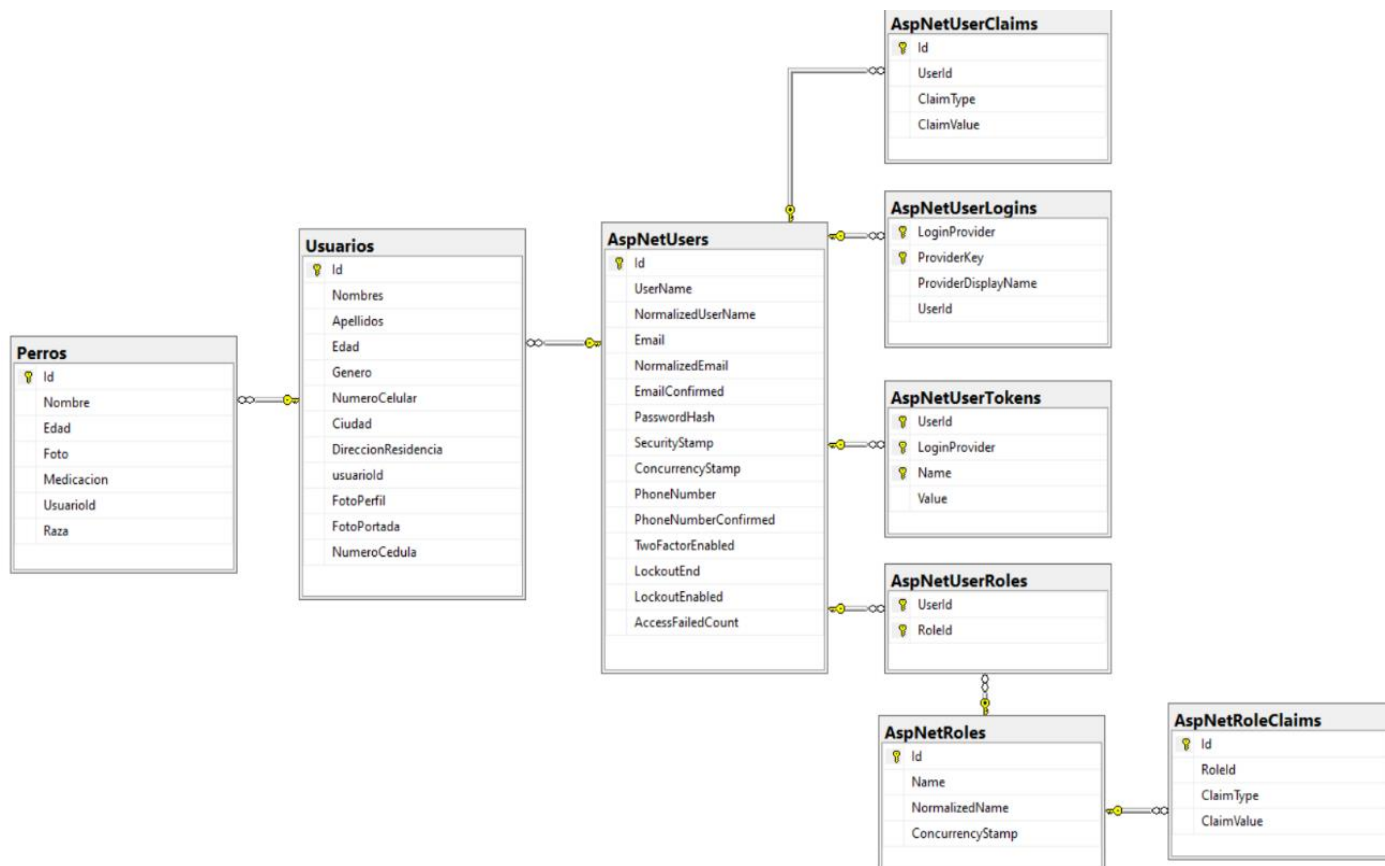 Perros
Id
Nombre
Edad
Foto
Medicacion
UsuarioId
Raza
Usuarios
Id
Nombres
Apellidos
Edad
Genero
NumeroCelular
Ciudad
DireccionResidencia
usuarioId
FotoPerfil
FotoPortada
NumeroCedula
AspNetUsers
Id
UserName
NormalizedUserName
Email
NormalizedEmail
EmailConfirmed
PasswordHash
SecurityStamp
ConcurrencyStamp
PhoneNumber
PhoneNumberConfirmed
TwoFactorEnabled
LockoutEnd
LockoutEnabled
AccessFailedCount
AspNetUserClaims
Id
UserId
ClaimType
ClaimValue
AspNetUserLogins
LoginProvider
ProviderKey
ProviderDisplayName
UserId
AspNetUserTokens
UserId
LoginProvider
Name
Value
AspNetUserRoles
UserId
RoleId
AspNetRoles
Id
Name
NormalizedName
ConcurrencyStamp
AspNetRoleClaims
Id
RoleId
ClaimType
ClaimValue